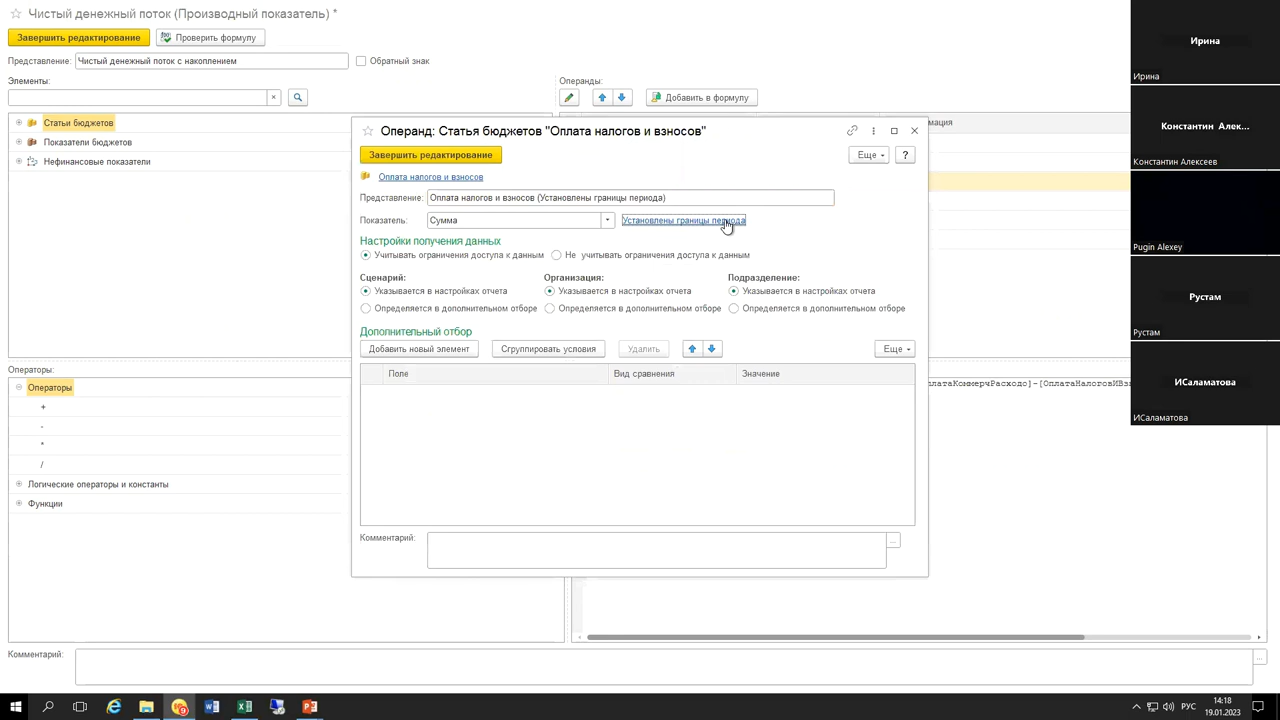 Чистый денежный поток (Производный показатель) *
Завершить редактирование
Проверить формулу
Представление:
Чистый денежный поток с накоплением
Обратный знак
Элементы:
Операнды:
Добавить в формулу
Статьи бюджетов
Показатели бюджетов
Нефинансовые показатели
Операнд: Статья бюджетов "Оплата налогов и взносов"
Завершить редактирование
Еще
?
Оплата налогов и взносов
Представление:
Оплата налогов и взносов (Установлены границы периода)
Показатель:
Сумма
Установлены границы периода
Настройки получения данных
Учитывать ограничения доступа к данным
Не учитывать ограничения доступа к данным
Сценарий:
Организация:
Подразделение:
Указывается в настройках отчета
Указывается в настройках отчета
Указывается в настройках отчета
Определяется в дополнительном отборе
Определяется в дополнительном отборе
Определяется в дополнительном отборе
Дополнительный отбор
Добавить новый элемент
Сгруппировать условия
Удалить
Еще
Поле
Вид сравнения
Значение
Комментарий:
Операторы:
Операторы
+
-
*
/
Логические операторы и константы
Функции
Комментарий:
Ирина
Ирина
Константин Алек...
Константин Алексеев
Pugin Alexey
Рустам
Рустам
ИСаламатова
ИСаламатова
РУС
14:18
19.01.2023